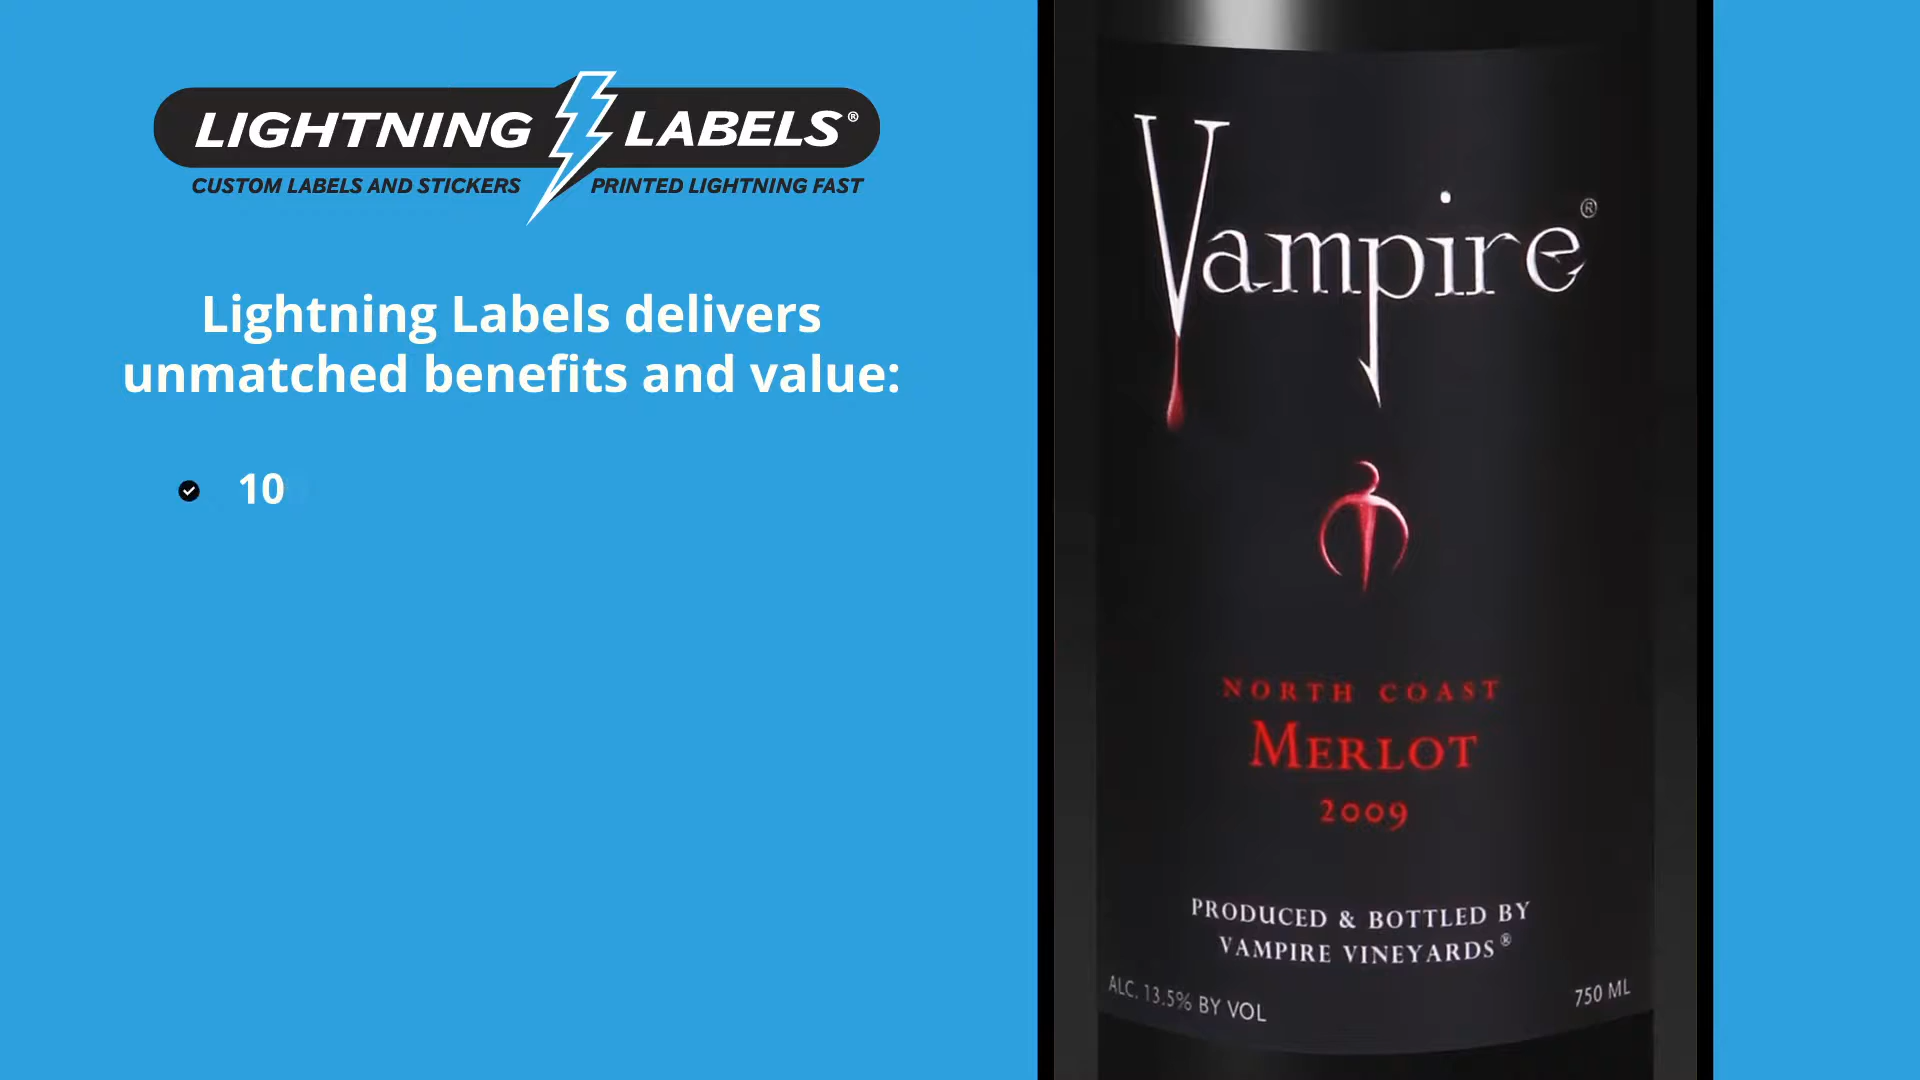 LIGHTNING LABELS®
CUSTOM LABELS AND STICKERS PRINTED LIGHTNING FAST
Lightning Labels delivers
unmatched benefits and value:
10
Vampire®
NORTH COAST
MERLOT
2009
PRODUCED & BOTTLED BY
VAMPIRE VINEYARDS®
ALC. 13.5% BY VOL
750 ML